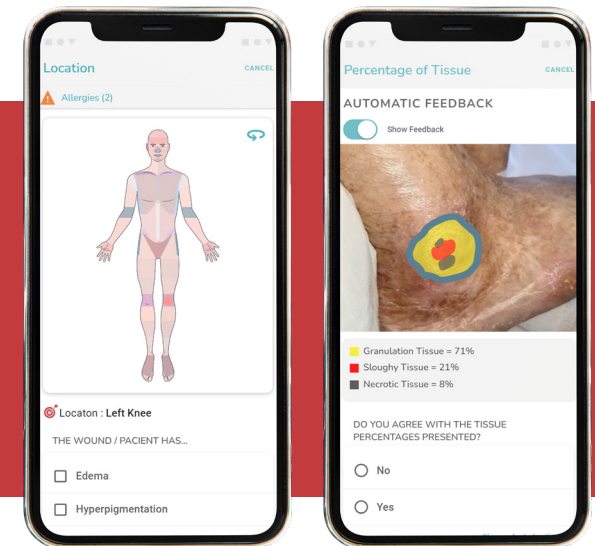 Location
CANCEL
Allergies (2)
Locaton : Left Knee
THE WOUND / PACIENT HAS...
Edema
Hyperpigmentation
Percentage of Tissue
CANCEL
AUTOMATIC FEEDBACK
Show Feedback
Granulation Tissue = 71%
Sloughy Tissue = 21%
Necrotic Tissue = 8%
DO YOU AGREE WITH THE TISSUE
PERCENTAGES PRESENTED?
No
Yes